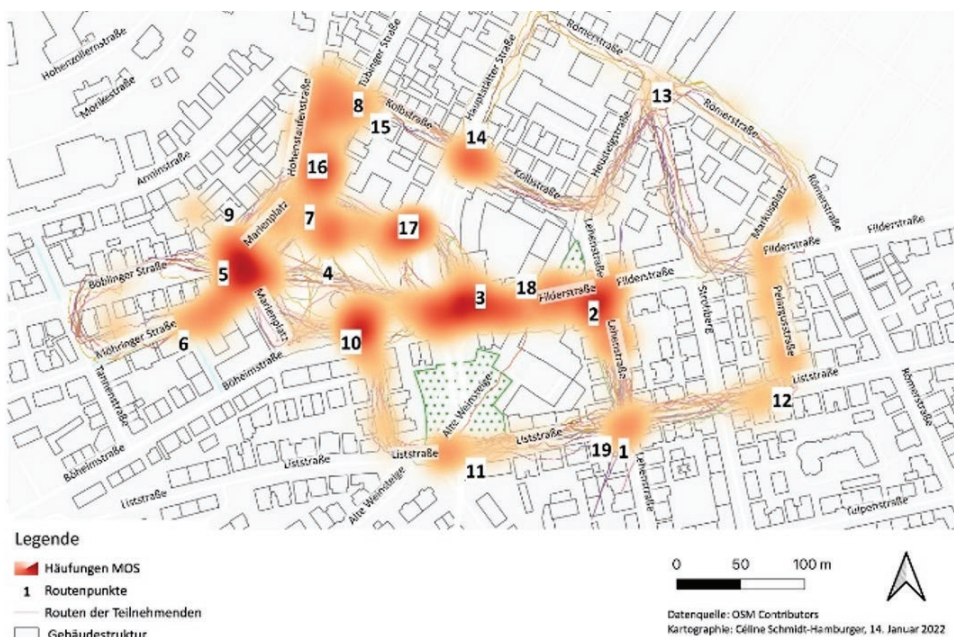 Hohenzollernstraße
Römerstraße
Tübinger Straße
Hauptstätter Straße
Mörikestraße
13
Hohenstaufenstraße
8
Kolbstraße
Römerstraße
15
14
Heusteigstraße
Arminstraße
16
Kolbstraße
Markusplatz
Römerstraße
9
Marienplatz
7
17
Lehenstraße
Filderstraße
Filderstraße
Böblinger Straße
5
4
18
Filderstraße
Filderstraße
3
2
Marienplatz
Strohberg
Pelargusstraße
Möhringer Straße
6
10
Lehenstraße
Böheimstraße
Liststraße
Tannenstraße
Alte Weinsteige
12
Römerstraße
Böheimstraße
Liststraße
Liststraße
Liststraße
11
19
1
Liststraße
Alte Weinsteige
Lehenstraße
Tulpenstraße
Legende
Häufungen MOS
1 Routenpunkte
Routen der Teilnehmenden
Gebäudestruktur
0 50 100 m
Datenquelle: OSM Contributors
Kartographie: Céline Schmidt-Hamburger, 14. Januar 2022